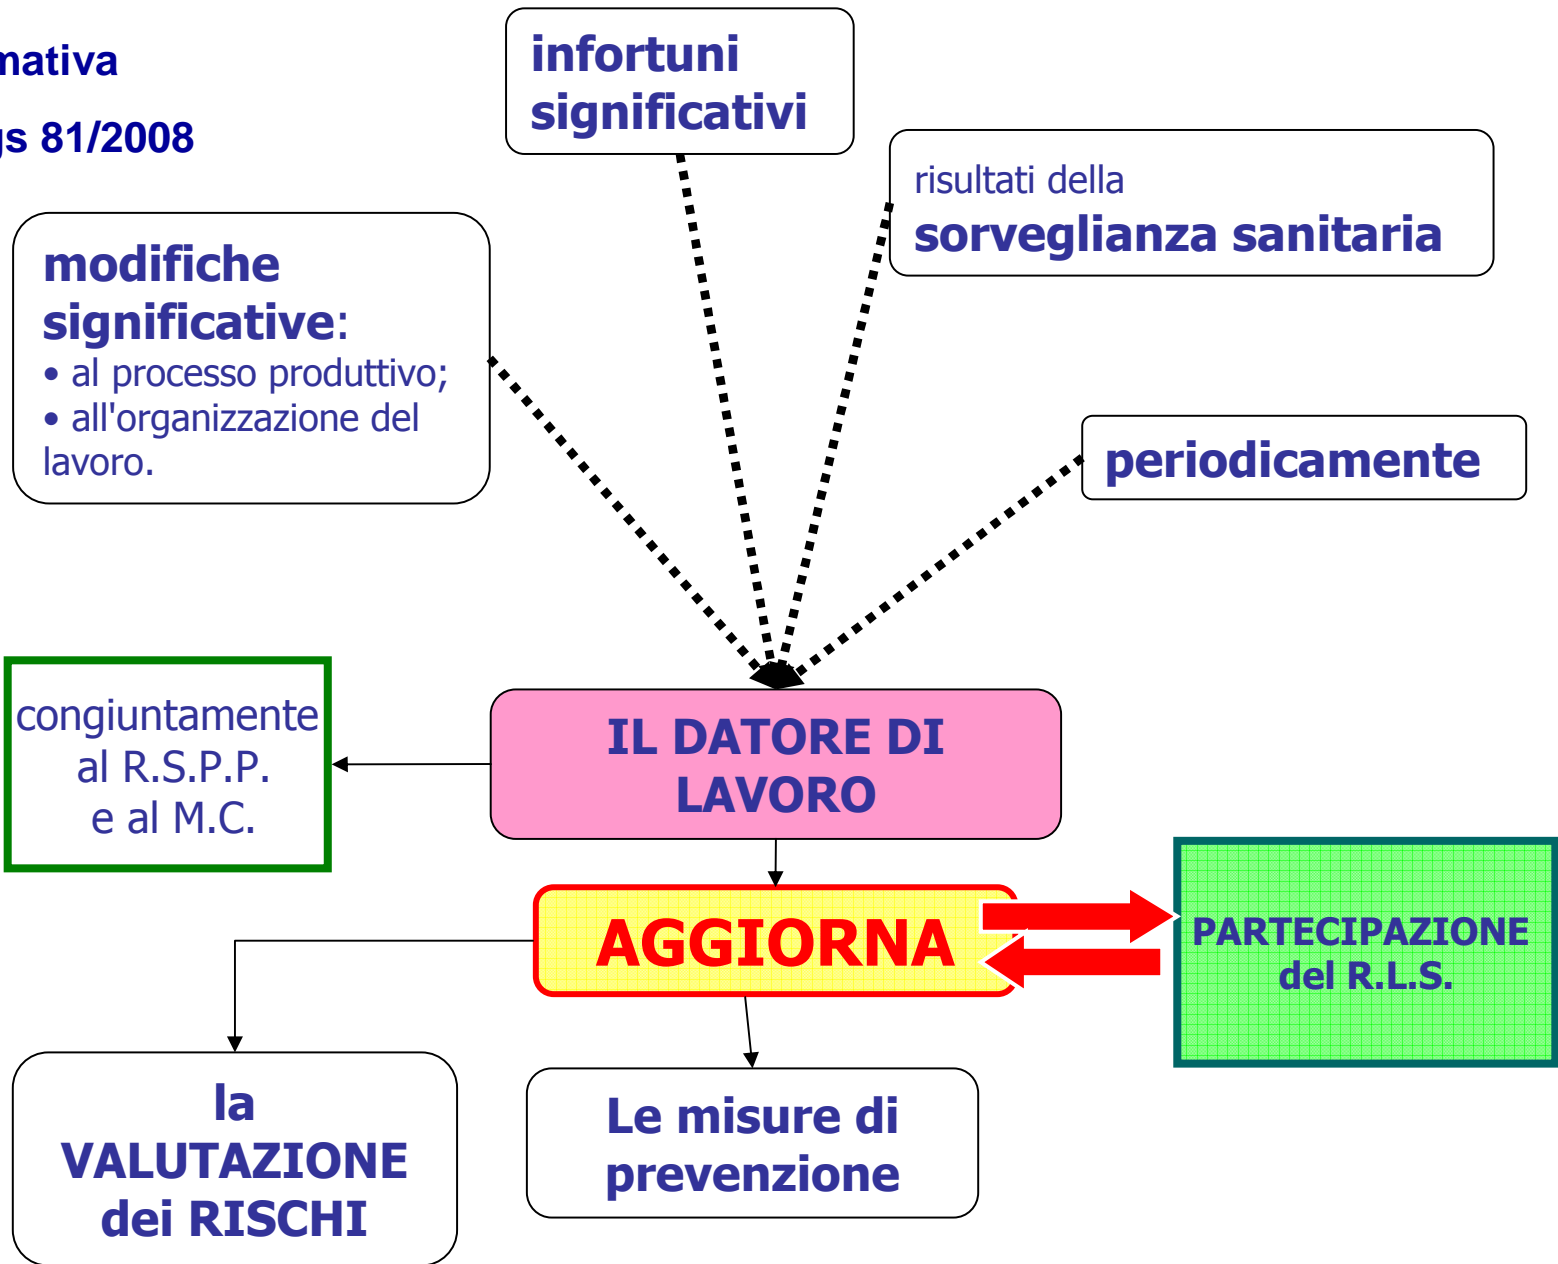 mativa
gs 81/2008
infortuni
significativi
risultati della
sorveglianza sanitaria
modifiche
significative:
• al processo produttivo;
• all'organizzazione del
lavoro.
periodicamente
congiuntamente
al R.S.P.P.
e al M.C.
IL DATORE DI
LAVORO
AGGIORNA
PARTECIPAZIONE
del R.L.S.
la
VALUTAZIONE
dei RISCHI
Le misure di
prevenzione